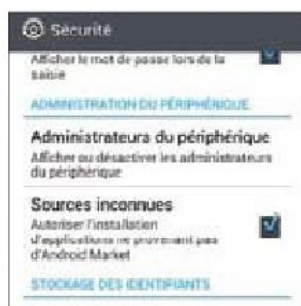 Sécurité
Afficher le mot de passe lors de la
saisie
ADMINISTRATION DU PÉRIPHÉRIQUE
Administrateurs du périphérique
Afficher ou désactiver les administrateurs
du périphérique
Sources inconnues
Autoriser l'installation
d'applications ne provenant pas
d'Android Market
STOCKAGE DES IDENTIFIANTS